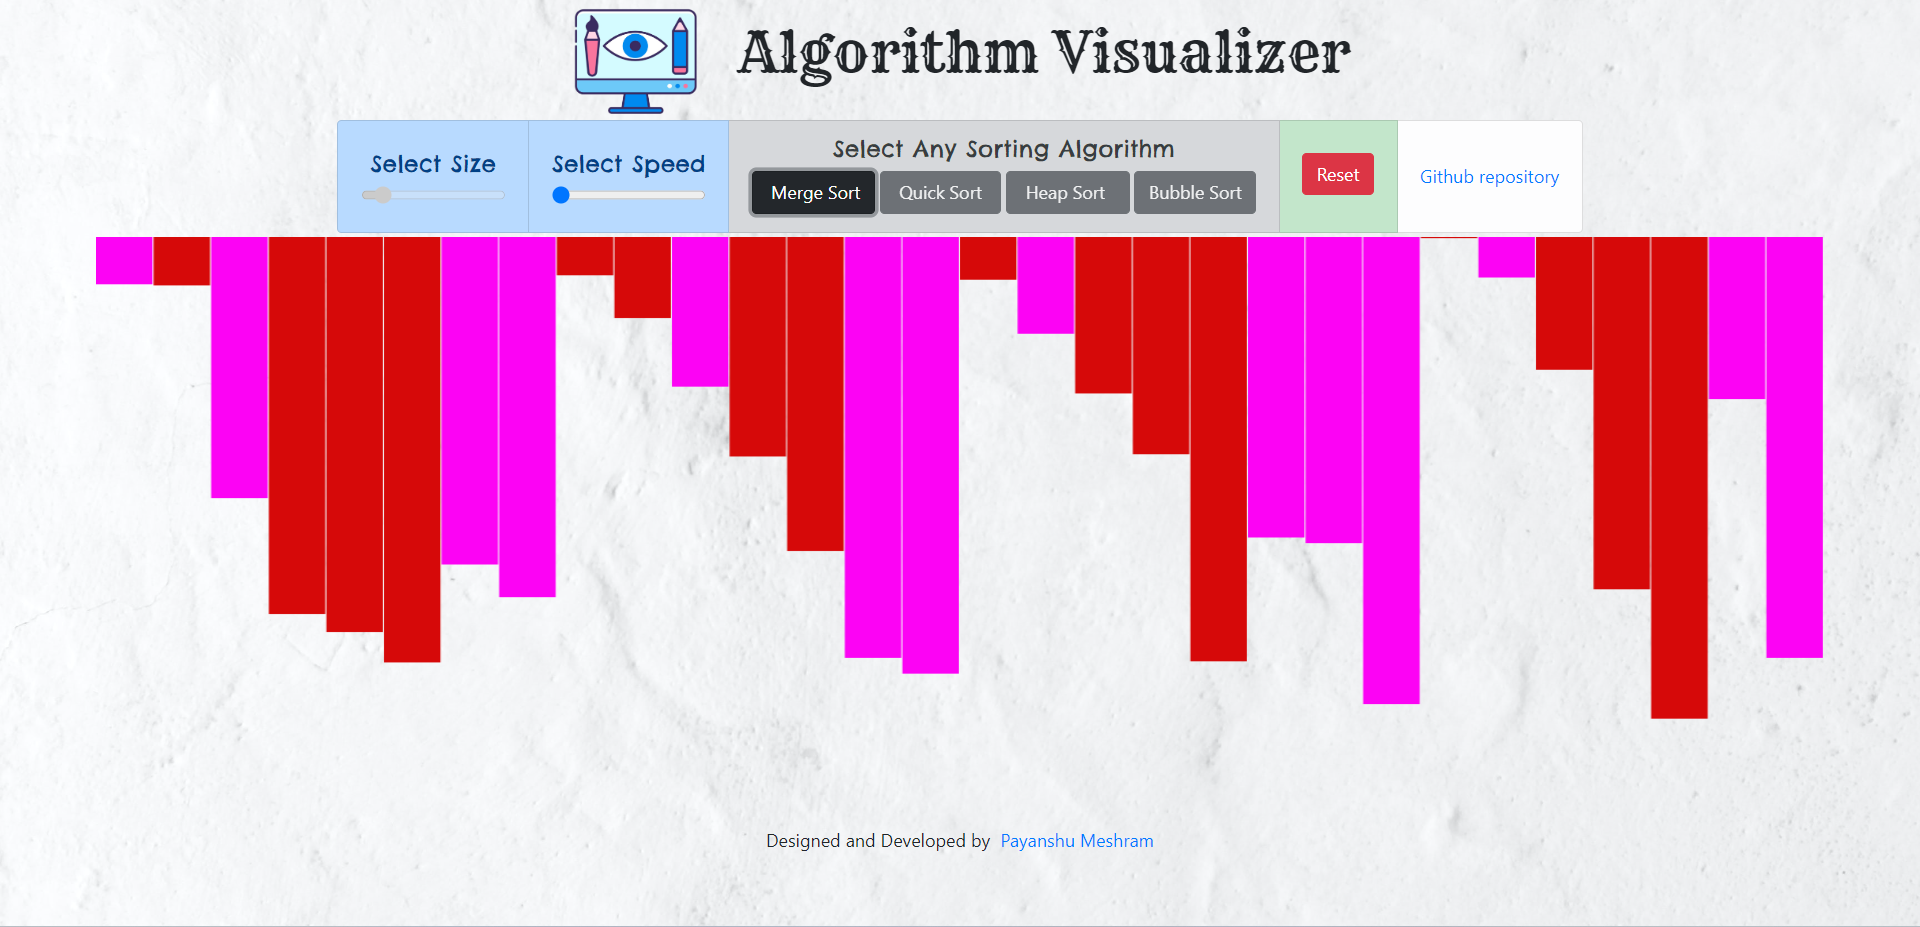 Algorithm Visualizer
Select Size
Select Speed
Select Any Sorting Algorithm
Merge Sort
Quick Sort
Heap Sort
Bubble Sort
Reset
Github repository
Designed and Developed by Payanshu Meshram